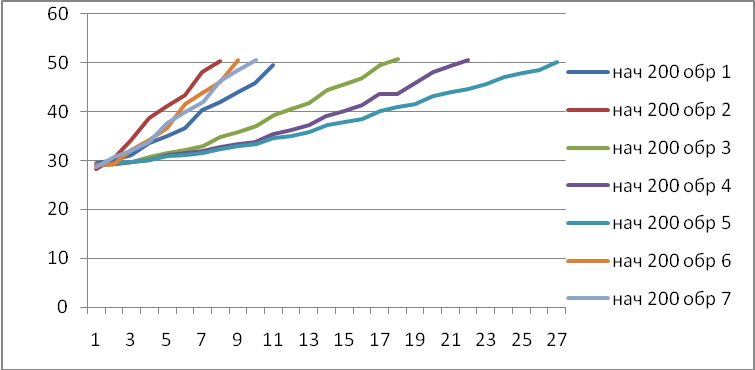 60
50
40
30
20
10
0
1 3 5 7 9 11 13 15 17 19 21 23 25 27
нач 200 обр 1
нач 200 обр 2
нач 200 обр 3
нач 200 обр 4
нач 200 обр 5
нач 200 обр 6
нач 200 обр 7